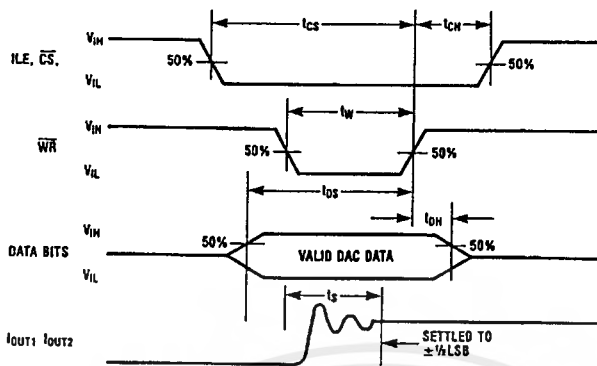 tCS
tCH
VIH
ILE, CS,
50%
50%
VIL
tW
VIH
WR
50%
50%
VIL
tDS
tDH
VIH
DATA BITS
50%
VALID DAC DATA
50%
VIL
tS
IOUT1 IOUT2
SETTLED TO
±½LSB